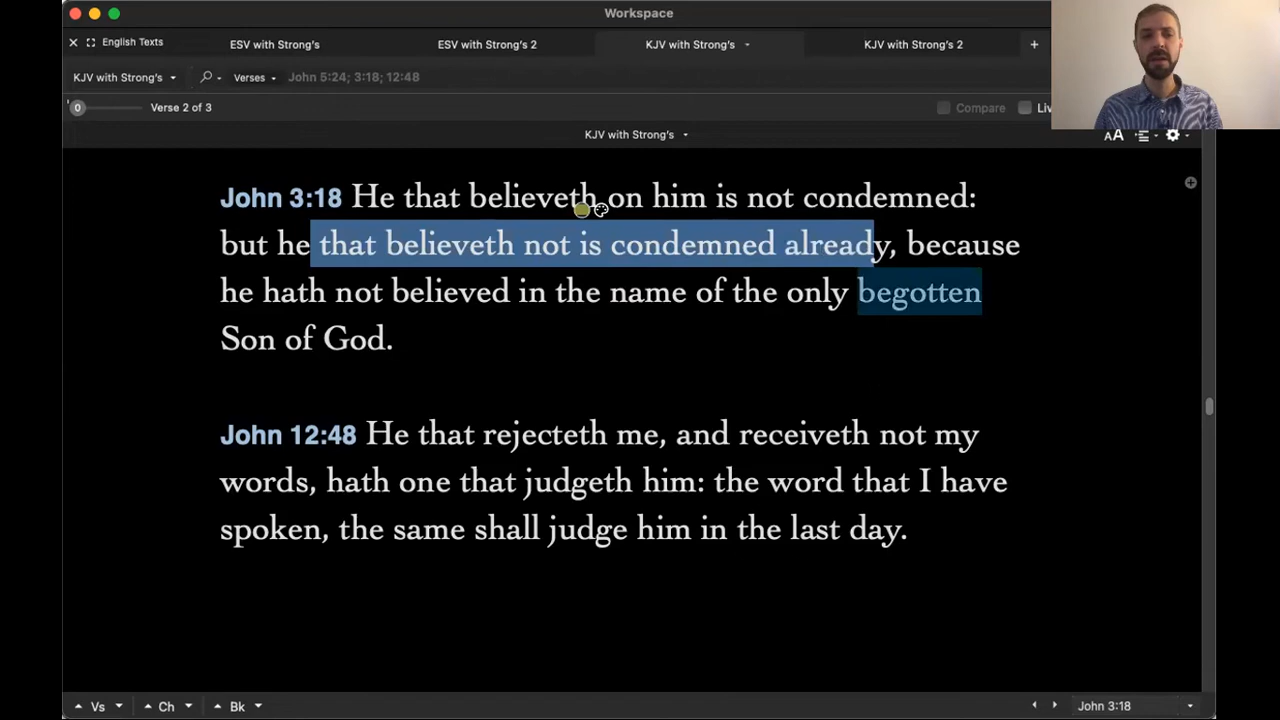 Workspace
English Texts ESV with Strong's ESV with Strong's 2 KJV with Strong's KJV with Strong's 2 +
KJV with Strong's Verses John 5:24; 3:18; 12:48
0 Verse 2 of 3 Compare Liv
KJV with Strong's AA
John 3:18 He that believeth on him is not condemned:
but he that believeth not is condemned already, because
he hath not believed in the name of the only begotten
Son of God.
John 12:48 He that rejecteth me, and receiveth not my
words, hath one that judgeth him: the word that I have
spoken, the same shall judge him in the last day.
Vs Ch Bk John 3:18